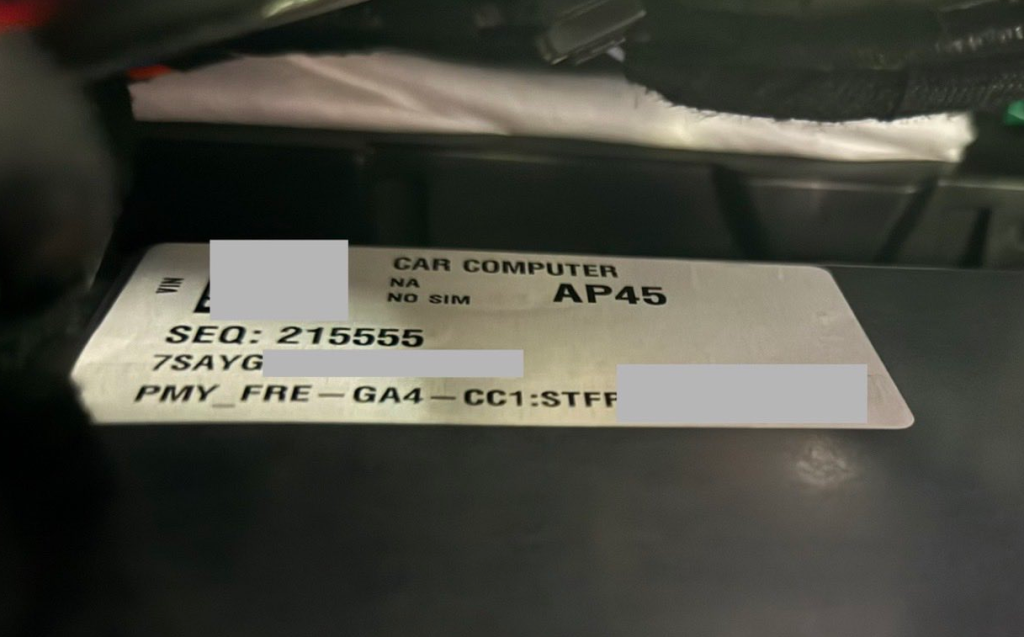 VIN
CAR COMPUTER
NA
NO SIM
AP45
SEQ: 215555
7SAYG
PMY_FRE-GA4-CC1:STFF